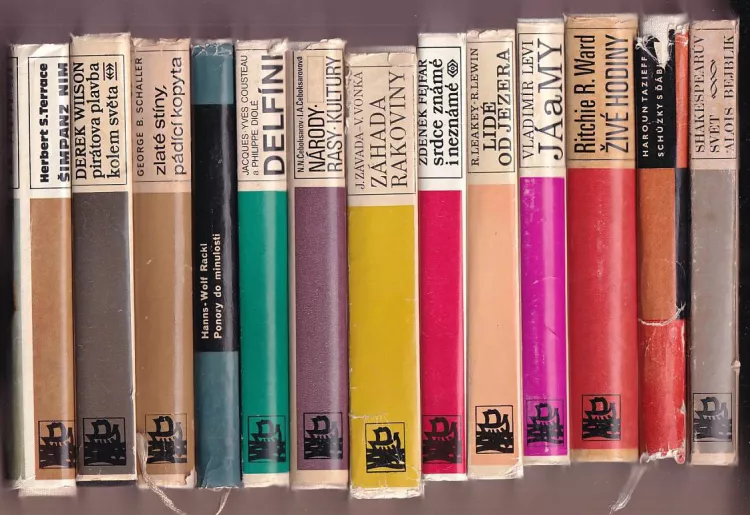 Herbert S. Terrace
ŠIMPANZ NIM
DEREK WILSON
pirátova plavba
kolem světa
GEORGE B. SCHALLER
zlaté stíny,
pádící kopyta
Hanns-Wolf Rackl
Ponory do minulosti
JACQUES-YVES COUSTEAU
a PHILIPPE DIOLÉ
DELFÍNI
N.N.Čeboksarov·I.A.Čeboksarovová
NÁRODY·
RASY·KULTURY
J.ZÁVADA-V.VONKA
ZÁHADA
RAKOVINY
ZDENĚK FEJFAR
srdce známé
i neznámé
R.LEAKEY·R.LEWIN
LIDÉ
OD JEZERA
VLADIMIR LEVI
JÁ a MY
Ritchie R. Ward
ŽIVÉ HODINY
HAROUN TAZIEFF
SCHŮZKY S ĎÁB
SHAKESPEARŮV
SVĚT
ALOIS BEJBLÍK